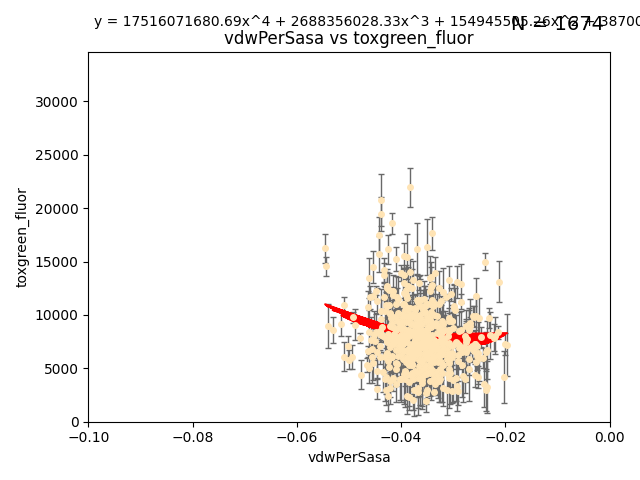 y = 17516071680.69x^4 + 2688356028.33x^3 + 154945505.26x^2 + 38700
N = 1674
vdwPerSasa vs toxgreen_fluor
30000
25000
20000
15000
10000
5000
0
toxgreen_fluor
−0.10 −0.08 −0.06 −0.04 −0.02 0.00
vdwPerSasa